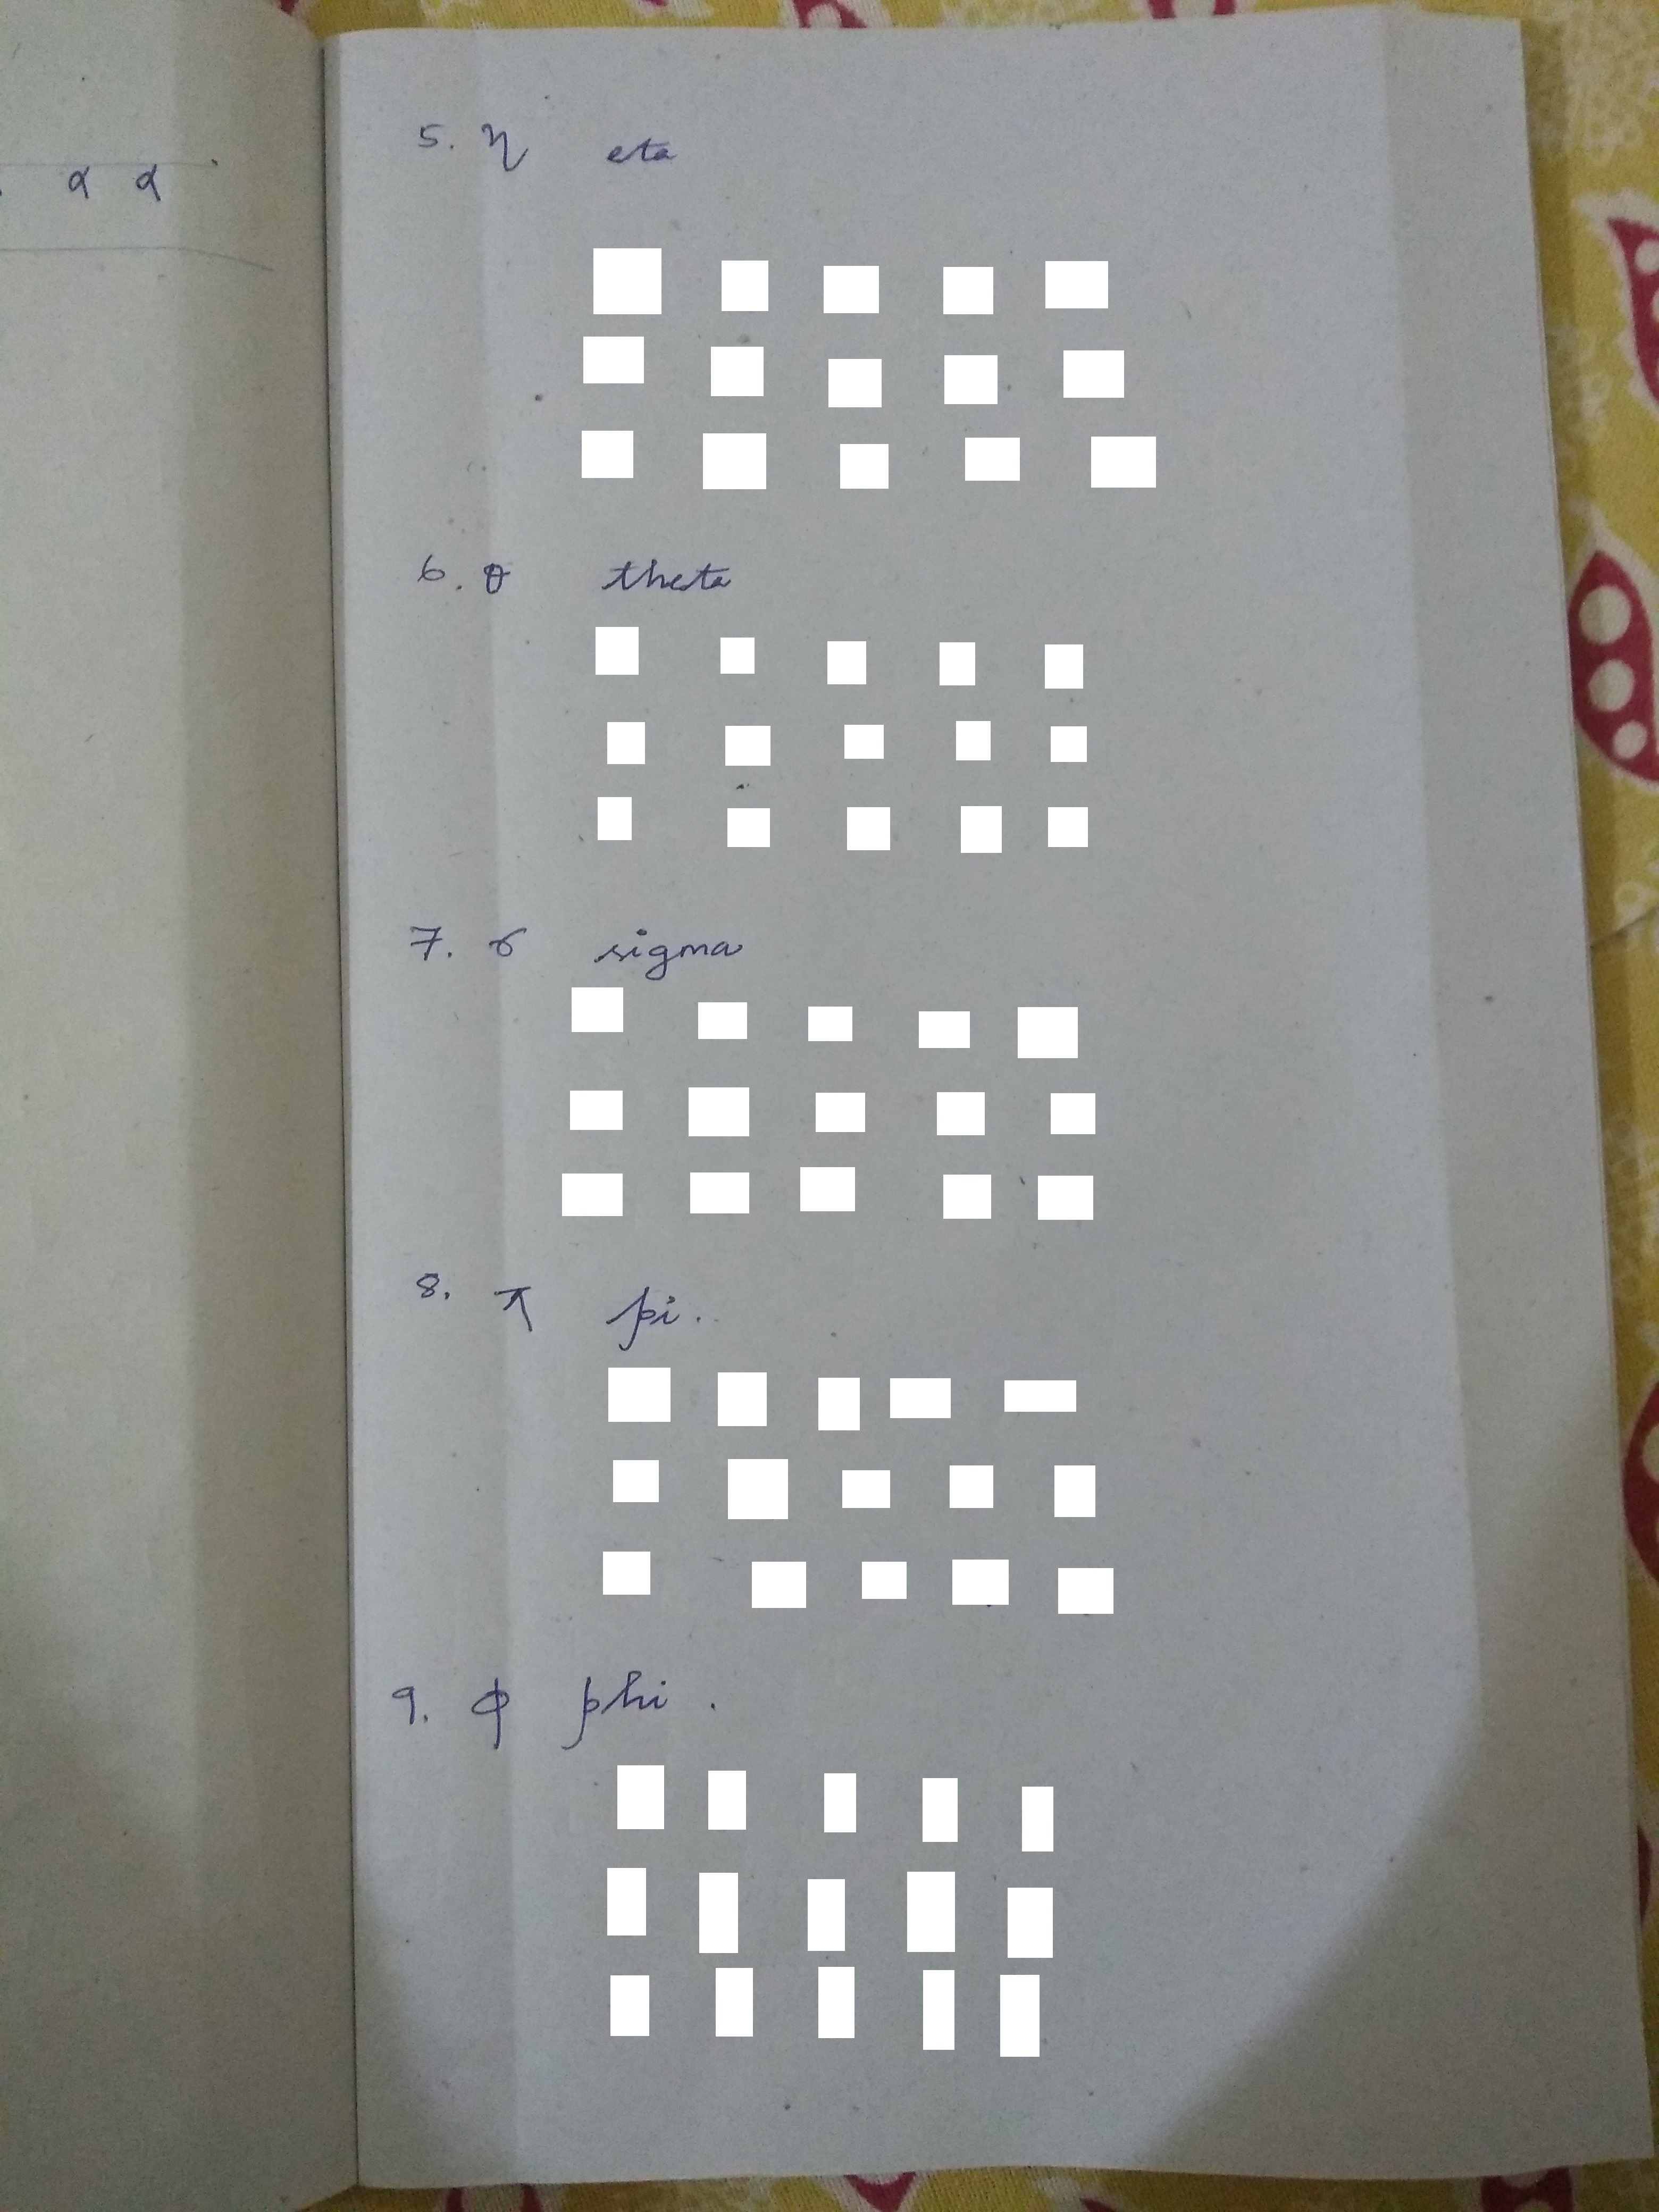 α α
5. η eta
6. θ theta
7. σ sigma
8. π pi.
9. φ phi.